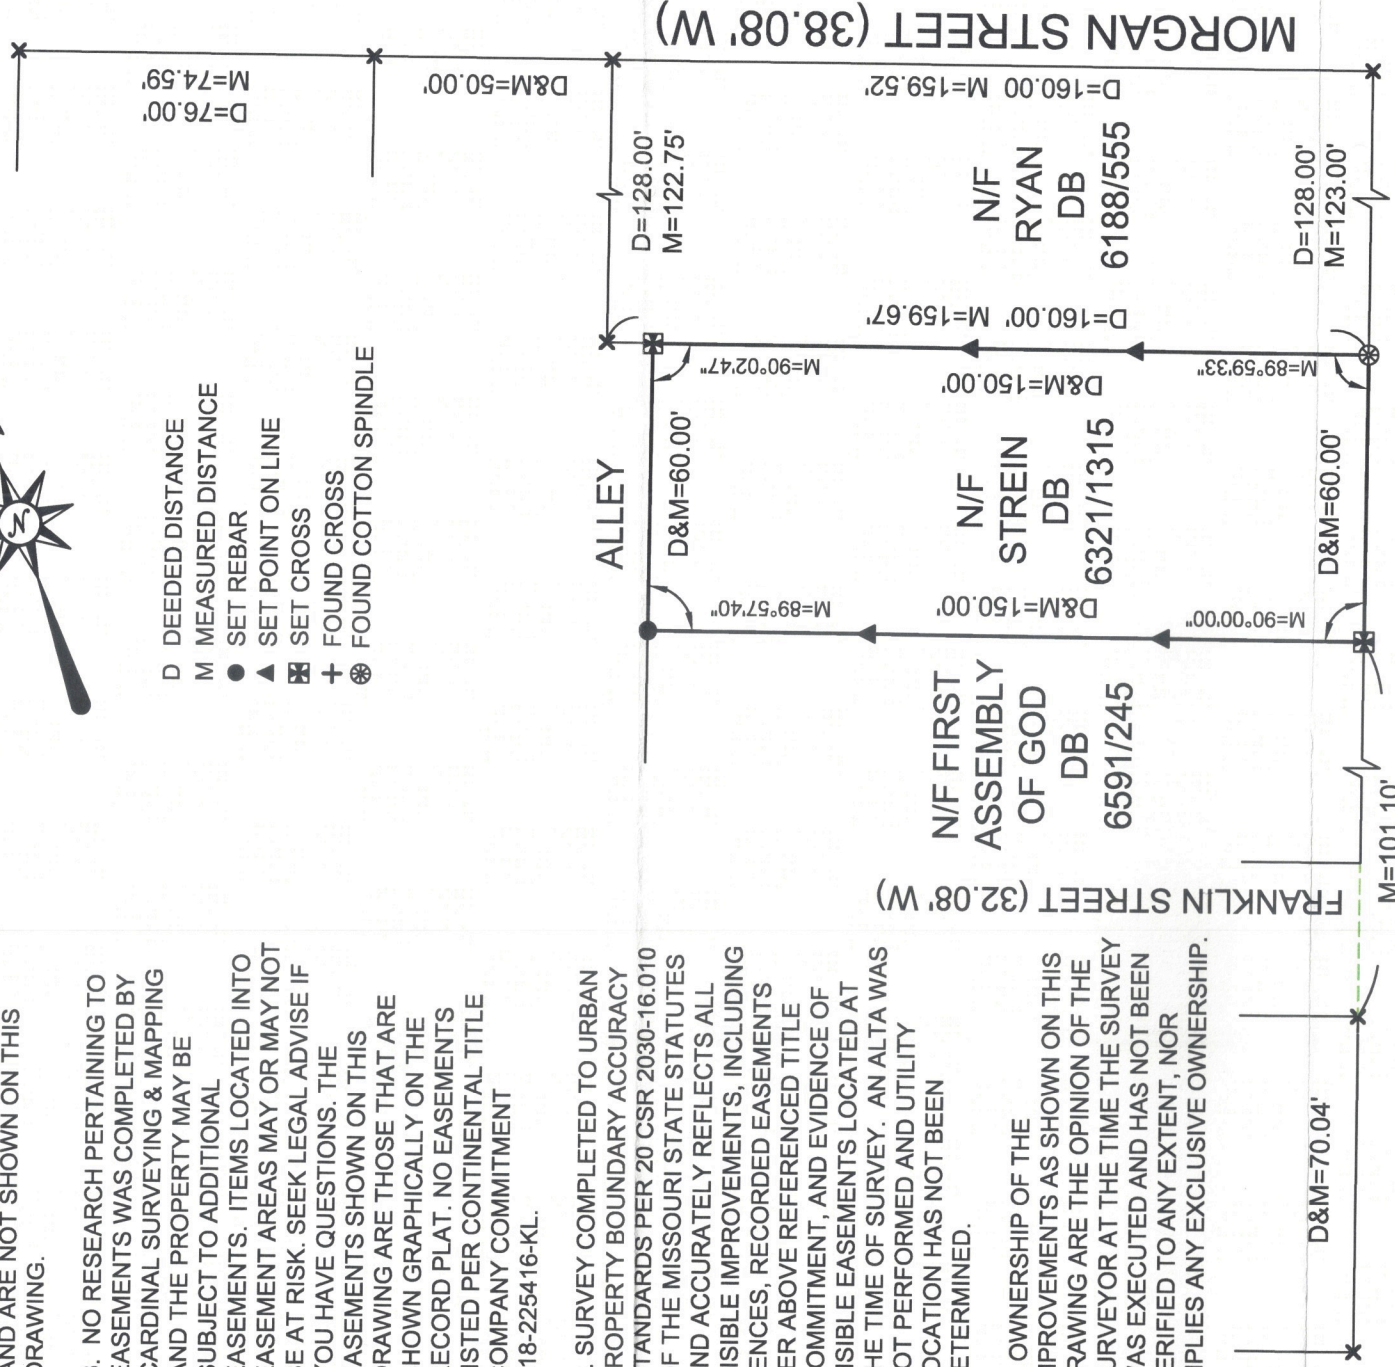 AND ARE NOT SHOWN ON THIS
DRAWING.
NO RESEARCH PERTAINING TO
EASEMENTS WAS COMPLETED BY
CARDINAL SURVEYING & MAPPING
AND THE PROPERTY MAY BE
SUBJECT TO ADDITIONAL
EASEMENTS. ITEMS LOCATED INTO
EASEMENT AREAS MAY OR MAY NOT
BE AT RISK. SEEK LEGAL ADVISE IF
YOU HAVE QUESTIONS. THE
EASEMENTS SHOWN ON THIS
DRAWING ARE THOSE THAT ARE
SHOWN GRAPHICALLY ON THE
RECORD PLAT. NO EASEMENTS
LISTED PER CONTINENTAL TITLE
COMPANY COMMITMENT
18-225416-KL.
. SURVEY COMPLETED TO URBAN
PROPERTY BOUNDARY ACCURACY
STANDARDS PER 20 CSR 2030-16.010
OF THE MISSOURI STATE STATUTES
AND ACCURATELY REFLECTS ALL
VISIBLE IMPROVEMENTS, INCLUDING
FENCES, RECORDED EASEMENTS
PER ABOVE REFERENCED TITLE
COMMITMENT, AND EVIDENCE OF
VISIBLE EASEMENTS LOCATED AT
THE TIME OF SURVEY. AN ALTA WAS
NOT PERFORMED AND UTILITY
LOCATION HAS NOT BEEN
DETERMINED.
OWNERSHIP OF THE
IMPROVEMENTS AS SHOWN ON THIS
DRAWING ARE THE OPINION OF THE
SURVEYOR AT THE TIME THE SURVEY
WAS EXECUTED AND HAS NOT BEEN
VERIFIED TO ANY EXTENT, NOR
IMPLIES ANY EXCLUSIVE OWNERSHIP.
N
D DEEDED DISTANCE
M MEASURED DISTANCE
SET REBAR
SET POINT ON LINE
SET CROSS
FOUND CROSS
FOUND COTTON SPINDLE
D=76.00'
M=74.59'
D&M=50.00'
MORGAN STREET (38.08' W)
D=160.00 M=159.52'
D=128.00'
M=122.75'
N/F
RYAN
DB
6188/555
D=128.00'
M=123.00'
D=160.00' M=159.67'
D&M=150.00'
M=90°02'47"
M=89°59'33"
ALLEY
D&M=60.00'
N/F
STREIN
DB
6321/1315
D&M=60.00'
D&M=150.00'
M=89°57'40"
M=90°00'00"
N/F FIRST
ASSEMBLY
OF GOD
DB
6591/245
FRANKLIN STREET (32.08' W)
M=101.10'
D&M=70.04'